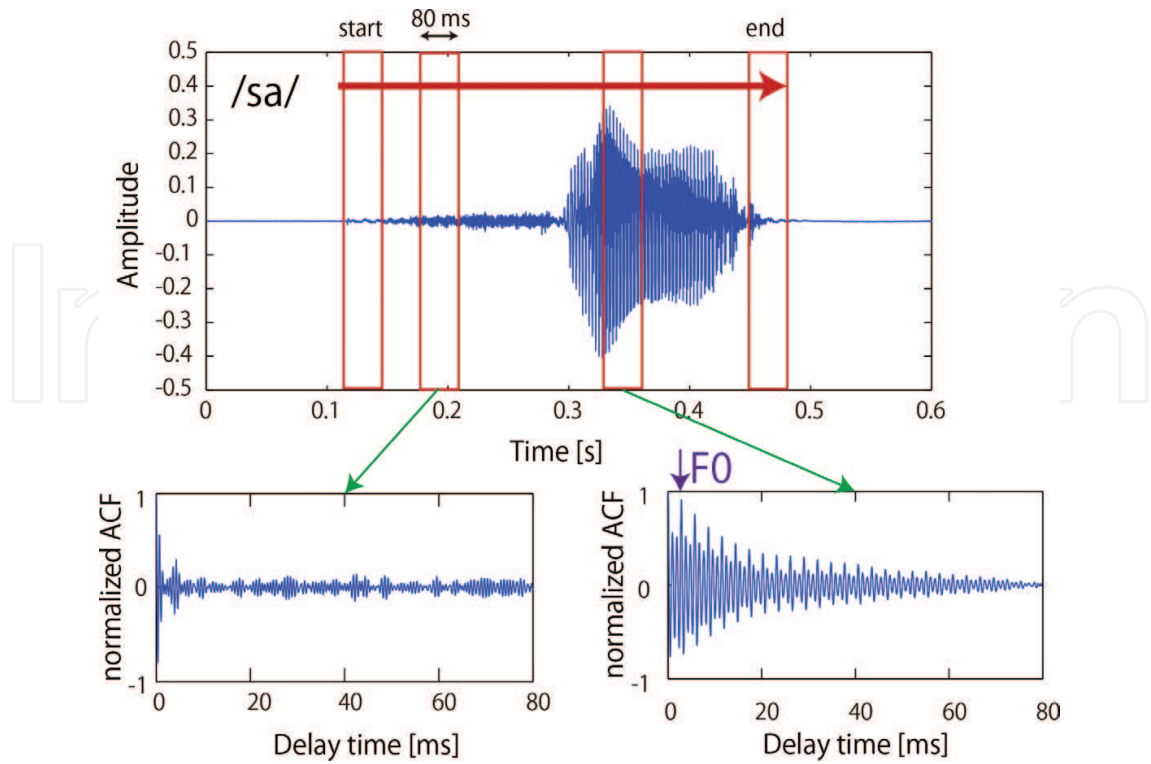 start
80 ms
end
/sa/
Amplitude
0.5
0.4
0.3
0.2
0.1
0
-0.1
-0.2
-0.3
-0.4
-0.5
0 0.1 0.2 0.3 0.4 0.5 0.6
Time [s]
F0
normalized ACF
1
0
-1
0 20 40 60 80
Delay time [ms]
normalized ACF
1
0
-1
0 20 40 60 80
Delay time [ms]